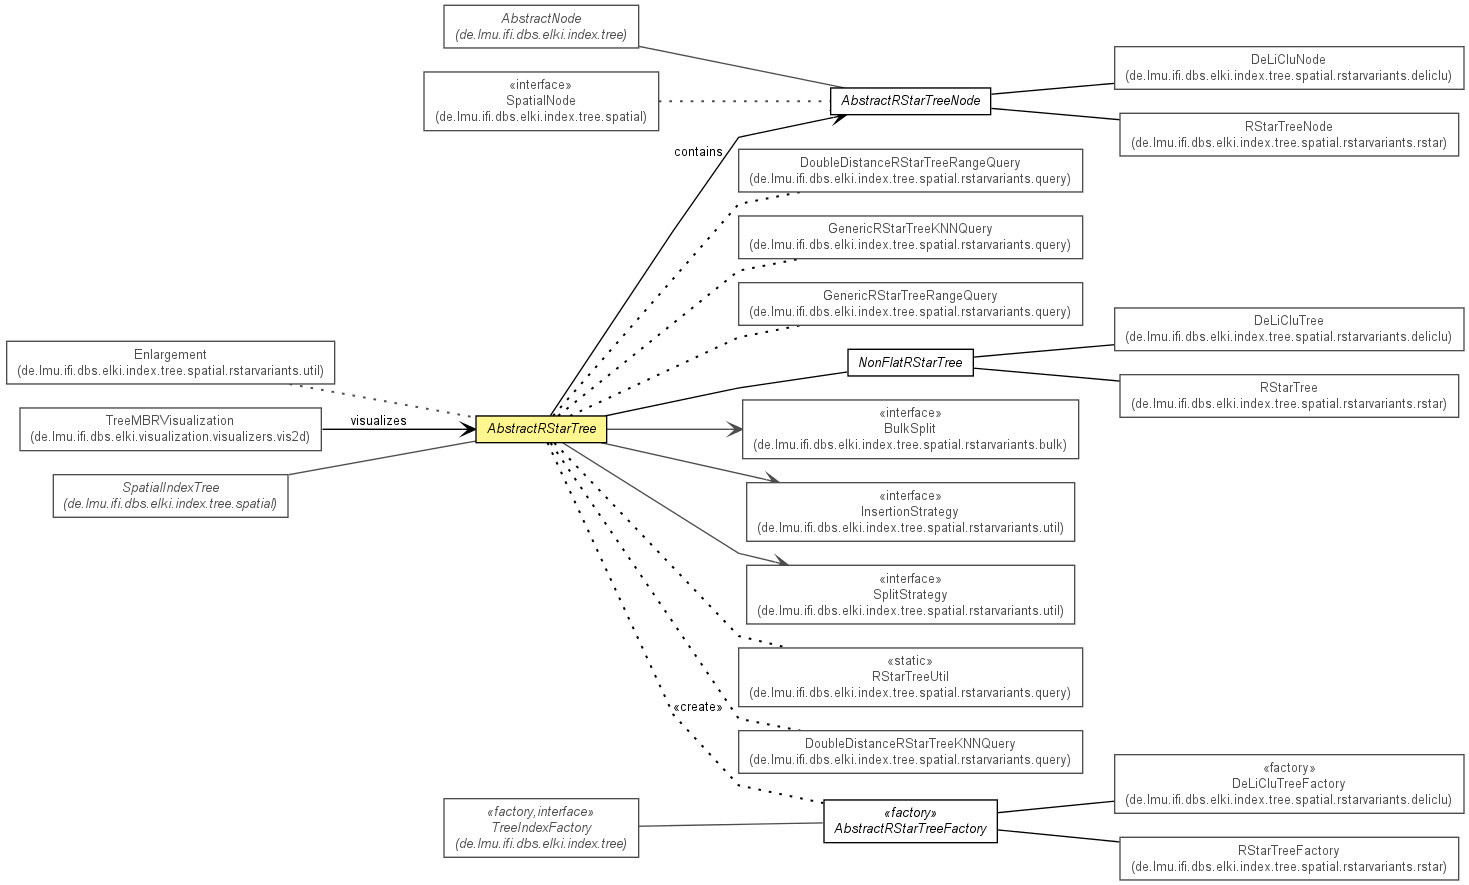 AbstractNode
(de.lmu.ifi.dbs.elki.index.tree)
«interface»
SpatialNode
(de.lmu.ifi.dbs.elki.index.tree.spatial)
AbstractRStarTreeNode
DeLiCluNode
(de.lmu.ifi.dbs.elki.index.tree.spatial.rstarvariants.deliclu)
RStarTreeNode
(de.lmu.ifi.dbs.elki.index.tree.spatial.rstarvariants.rstar)
contains
DoubleDistanceRStarTreeRangeQuery
(de.lmu.ifi.dbs.elki.index.tree.spatial.rstarvariants.query)
GenericRStarTreeKNNQuery
(de.lmu.ifi.dbs.elki.index.tree.spatial.rstarvariants.query)
GenericRStarTreeRangeQuery
(de.lmu.ifi.dbs.elki.index.tree.spatial.rstarvariants.query)
NonFlatRStarTree
DeLiCluTree
(de.lmu.ifi.dbs.elki.index.tree.spatial.rstarvariants.deliclu)
RStarTree
(de.lmu.ifi.dbs.elki.index.tree.spatial.rstarvariants.rstar)
Enlargement
(de.lmu.ifi.dbs.elki.index.tree.spatial.rstarvariants.util)
TreeMBRVisualization
(de.lmu.ifi.dbs.elki.visualization.visualizers.vis2d)
visualizes
AbstractRStarTree
SpatialIndexTree
(de.lmu.ifi.dbs.elki.index.tree.spatial)
«interface»
BulkSplit
(de.lmu.ifi.dbs.elki.index.tree.spatial.rstarvariants.bulk)
«interface»
InsertionStrategy
(de.lmu.ifi.dbs.elki.index.tree.spatial.rstarvariants.util)
«interface»
SplitStrategy
(de.lmu.ifi.dbs.elki.index.tree.spatial.rstarvariants.util)
«static»
RStarTreeUtil
(de.lmu.ifi.dbs.elki.index.tree.spatial.rstarvariants.query)
«create»
DoubleDistanceRStarTreeKNNQuery
(de.lmu.ifi.dbs.elki.index.tree.spatial.rstarvariants.query)
«factory,interface»
TreeIndexFactory
(de.lmu.ifi.dbs.elki.index.tree)
«factory»
AbstractRStarTreeFactory
«factory»
DeLiCluTreeFactory
(de.lmu.ifi.dbs.elki.index.tree.spatial.rstarvariants.deliclu)
RStarTreeFactory
(de.lmu.ifi.dbs.elki.index.tree.spatial.rstarvariants.rstar)